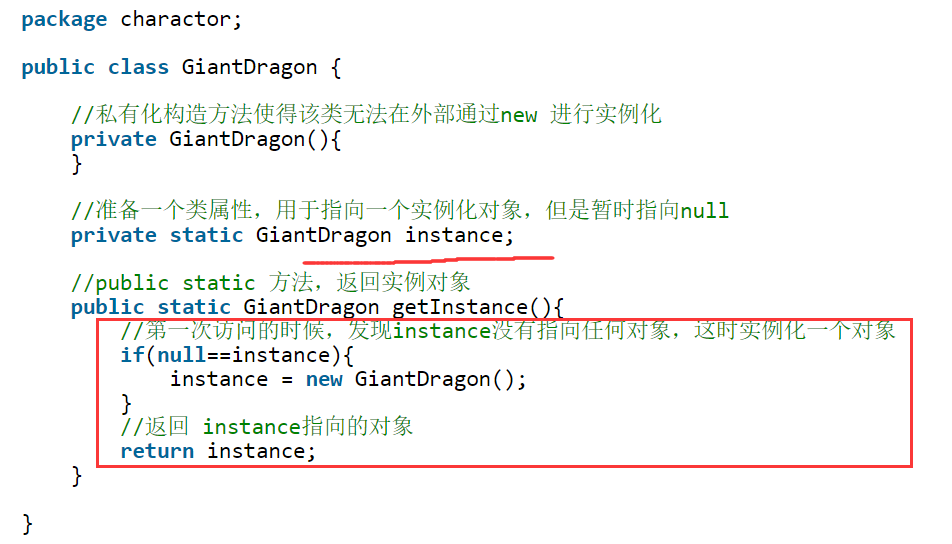 package charactor;
public class GiantDragon {
//私有化构造方法使得该类无法在外部通过new 进行实例化
private GiantDragon(){
}
//准备一个类属性，用于指向一个实例化对象，但是暂时指向null
private static GiantDragon instance;
//public static 方法，返回实例对象
public static GiantDragon getInstance(){
//第一次访问的时候，发现instance没有指向任何对象，这时实例化一个对象
if(null==instance){
instance = new GiantDragon();
}
//返回 instance指向的对象
return instance;
}
}